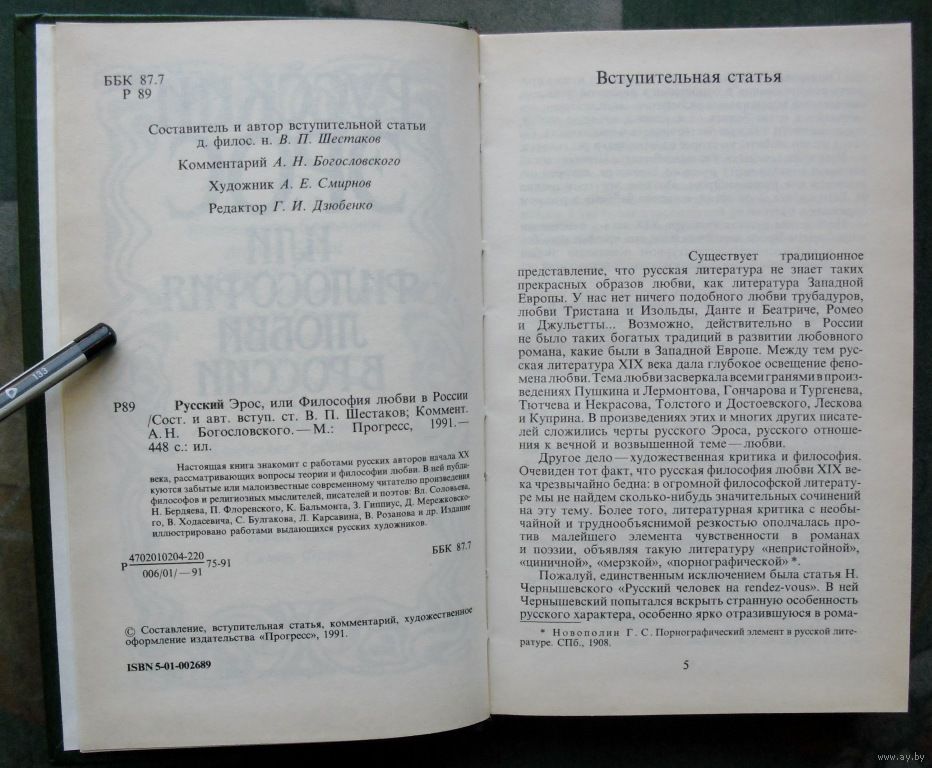 ББК 87.7
Р 89
Составитель и автор вступительной статьи
д. филос. н. В. П. Шестаков
Комментарий А. Н. Богословского
Художник А. Е. Смирнов
Редактор Г. И. Дзюбенко
133
Р89 Русский Эрос, или Философия любви в России
/Сост. и авт. вступ. ст. В. П. Шестаков; Коммент.
А. Н. Богословского. — М.: Прогресс, 1991.—
448 с.: ил.
Настоящая книга знакомит с работами русских авторов начала XX
века, рассматривающих вопросы теории и философии любви. В ней публи-
куются забытые или малоизвестные современному читателю произведения
философов и религиозных мыслителей, писателей и поэтов: Вл. Соловьева,
Н. Бердяева, П. Флоренского, К. Бальмонта, З. Гиппиус, Д. Мережковско-
го, В. Ходасевича, С. Булгакова, Л. Карсавина, В. Розанова и др. Издание
иллюстрировано работами выдающихся русских художников.
Р 4702010204-220
006/01/—91
75-91
ББК 87.7
© Составление, вступительная статья, комментарий, художественное
оформление издательства «Прогресс», 1991.
ISBN 5-01-002689
Вступительная статья
Существует традиционное
представление, что русская литература не знает таких
прекрасных образов любви, как литература Западной
Европы. У нас нет ничего подобного любви трубадуров,
любви Тристана и Изольды, Данте и Беатриче, Ромео
и Джульетты... Возможно, действительно в России
не было таких богатых традиций в развитии любовного
романа, какие были в Западной Европе. Между тем рус-
ская литература XIX века дала глубокое освещение фено-
мена любви. Тема любви засверкала всеми гранями в произ-
ведениях Пушкина и Лермонтова, Гончарова и Тургенева,
Тютчева и Некрасова, Толстого и Достоевского, Лескова
и Куприна. В произведениях этих и многих других писате-
лей сложились черты русского Эроса, русского отноше-
ния к вечной и возвышенной теме — любви.
Другое дело — художественная критика и философия.
Очевиден тот факт, что русская философия любви XIX ве-
ка чрезвычайно бедна: в огромной философской литерату-
ре мы не найдем сколько-нибудь значительных сочинений
на эту тему. Более того, литературная критика с необы-
чайной и труднообъяснимой резкостью ополчалась про-
тив малейшего элемента чувственности в романах
и поэзии, объявляя такую литературу «непристойной»,
«циничной», «мерзкой», «порнографической» *.
Пожалуй, единственным исключением была статья Н.
Чернышевского «Русский человек на rendez-vous». В ней
Чернышевский попытался вскрыть странную особенность
русского характера, особенно ярко отразившуюся в рома-
* Новополин Г. С. Порнографический элемент в русской лите-
ратуре. СПб., 1908.
5
www.ay.by